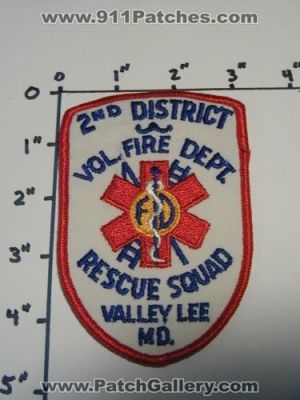 www.911Patches.com
0 1" 2" 3" 4"
1"
2"
3"
4"
5"
2ND DISTRICT
VOL. FIRE DEPT.
FD
RESCUE SQUAD
VALLEY LEE
MD.
www.PatchGallery.com